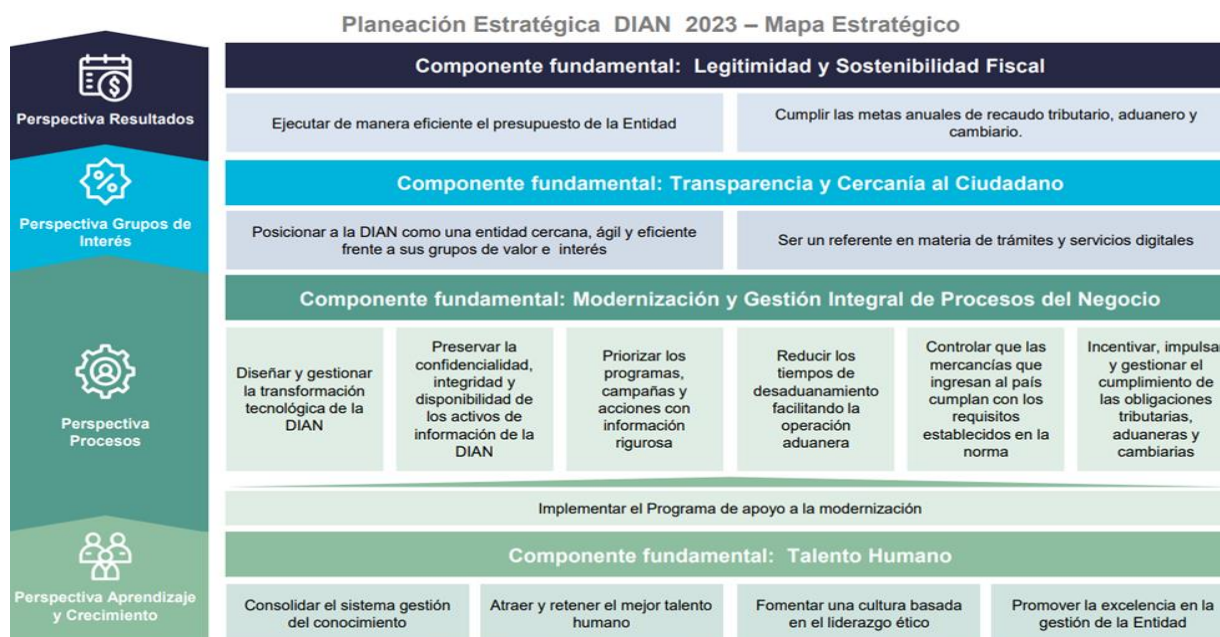 Planeación Estratégica DIAN 2023 – Mapa Estratégico
Perspectiva Resultados
Componente fundamental: Legitimidad y Sostenibilidad Fiscal
Ejecutar de manera eficiente el presupuesto de la Entidad
Cumplir las metas anuales de recaudo tributario, aduanero y
cambiario.
Perspectiva Grupos de
Interés
Componente fundamental: Transparencia y Cercanía al Ciudadano
Posicionar a la DIAN como una entidad cercana, ágil y eficiente
frente a sus grupos de valor e interés
Ser un referente en materia de trámites y servicios digitales
Perspectiva
Procesos
Componente fundamental: Modernización y Gestión Integral de Procesos del Negocio
Diseñar y gestionar
la transformación
tecnológica de la
DIAN
Preservar la
confidencialidad,
integridad y
disponibilidad de
los activos de
información de la
DIAN
Priorizar los
programas,
campañas y
acciones con
información
rigurosa
Reducir los
tiempos de
desaduanamiento
facilitando la
operación
aduanera
Controlar que las
mercancías que
ingresan al país
cumplan con los
requisitos
establecidos en la
norma
Incentivar, impulsa
y gestionar el
cumplimiento de
las obligaciones
tributarias,
aduaneras y
cambiarias
Implementar el Programa de apoyo a la modernización
Perspectiva Aprendizaje
y Crecimiento
Componente fundamental: Talento Humano
Consolidar el sistema gestión
del conocimiento
Atraer y retener el mejor talento
humano
Fomentar una cultura basada
en el liderazgo ético
Promover la excelencia en la
gestión de la Entidad